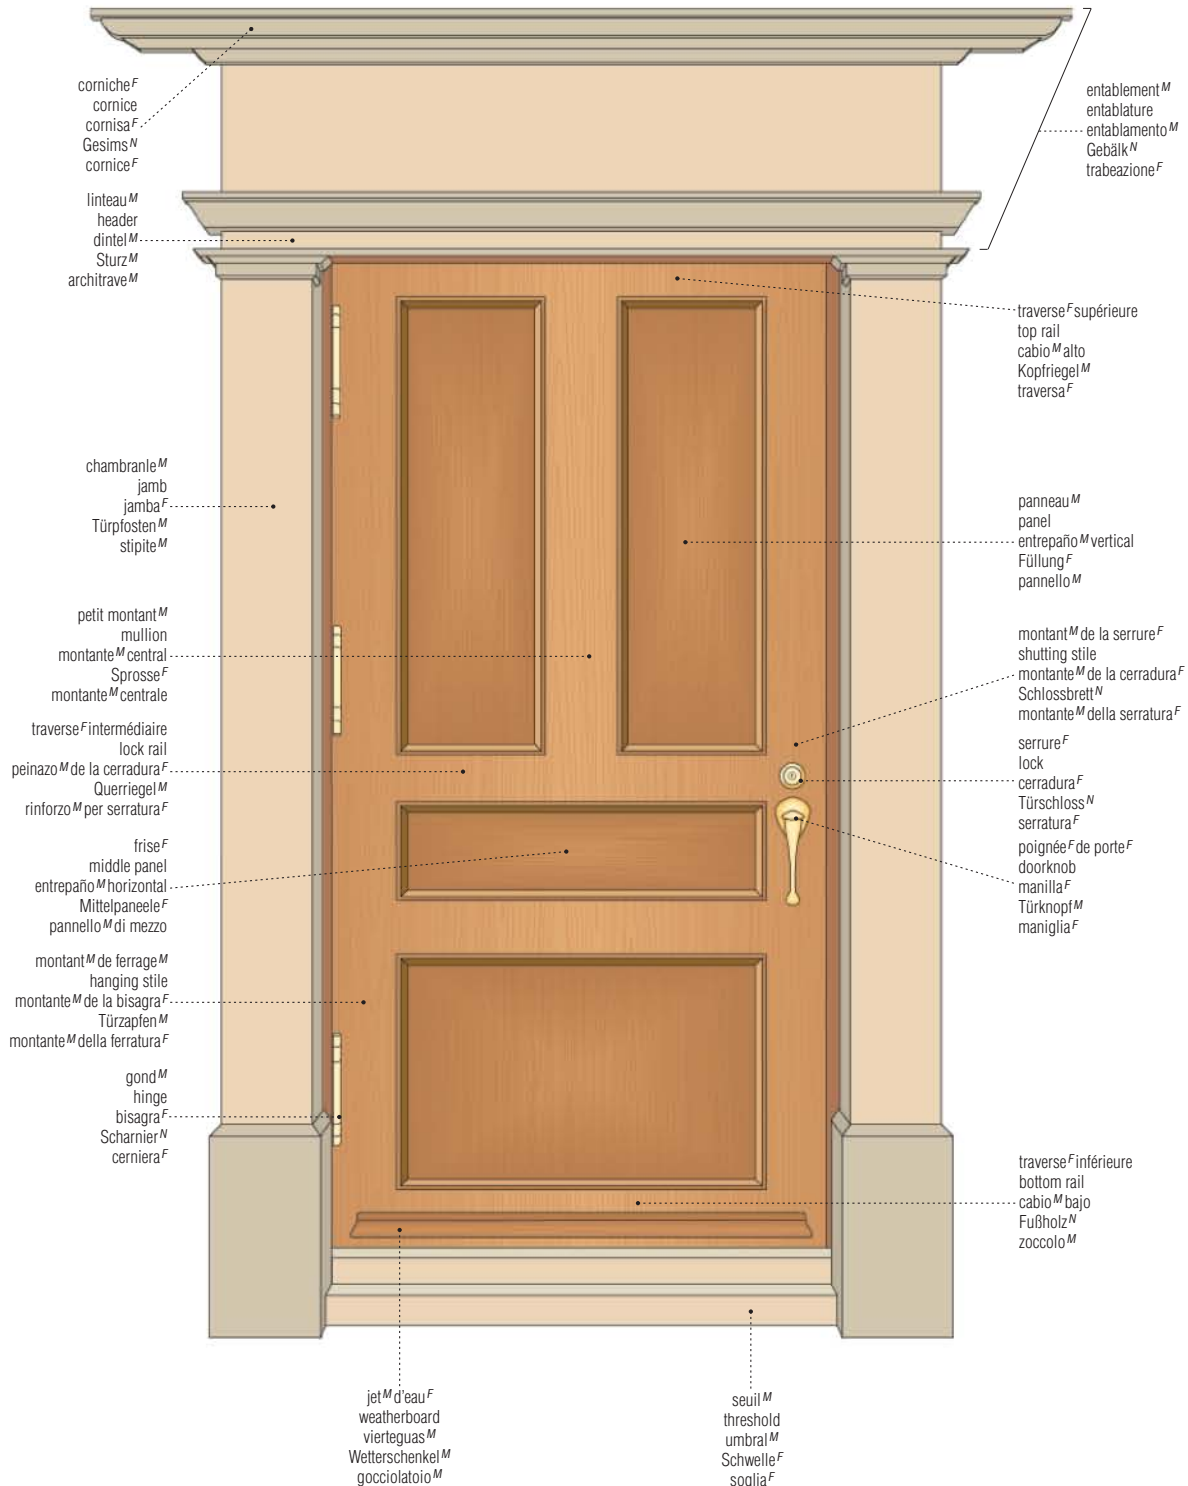 corniche F
cornice
cornisa F
Gesims N
cornice F
linteau M
header
dintel M
Sturz M
architrave M
chambranle M
jamb
jamba F
Türpfosten M
stipite M
petit montant M
mullion
montante M central
Sprosse F
montante M centrale
traverse F intermédiaire
lock rail
peinazo M de la cerradura F
Querriegel M
rinforzo M per serratura F
frise F
middle panel
entrepaño M horizontal
Mittelpaneele F
pannello M di mezzo
montant M de ferrage M
hanging stile
montante M de la bisagra F
Türzapfen M
montante M della ferratura F
gond M
hinge
bisagra F
Scharnier N
cerniera F
entablement M
entablature
entablamento M
Gebälk N
trabeazione F
traverse F supérieure
top rail
cabio M alto
Kopfriegel M
traversa F
panneau M
panel
entrepaño M vertical
Füllung F
pannello M
montant M de la serrure F
shutting stile
montante M de la cerradura F
Schlossbrett N
montante M della serratura F
serrure F
lock
cerradura F
Türschloss N
serratura F
poignée F de porte F
doorknob
manilla F
Türknopf M
maniglia F
traverse F inférieure
bottom rail
cabio M bajo
Fußholz N
zoccolo M
jet M d'eau F
weatherboard
vierteguas M
Wetterschenkel M
gocciolatoio M
seuil M
threshold
umbral M
Schwelle F
soglia F